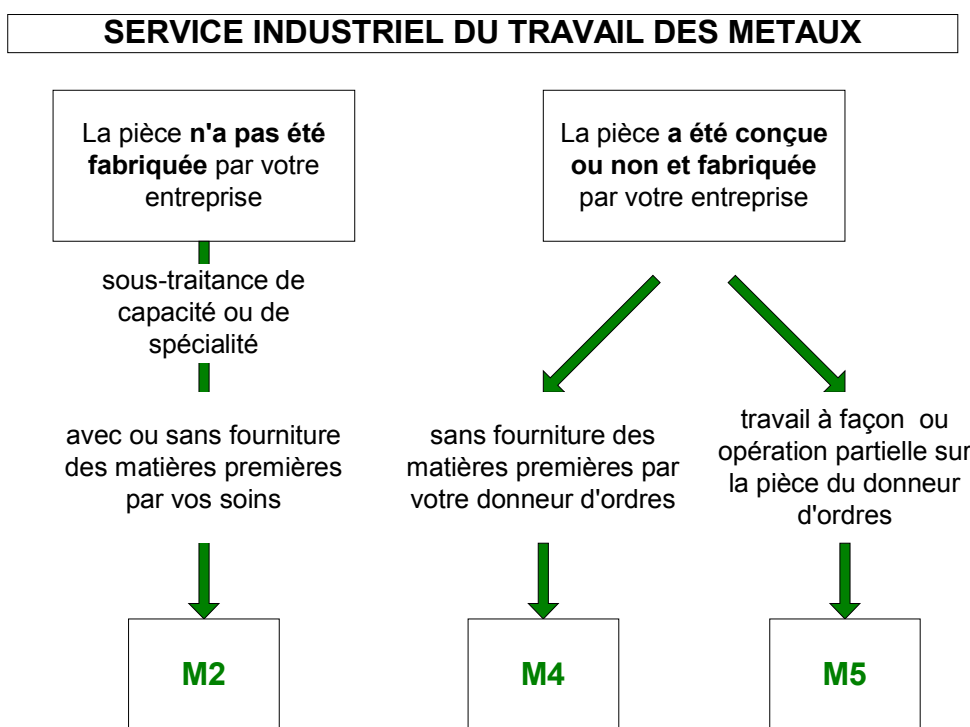 SERVICE INDUSTRIEL DU TRAVAIL DES METAUX
La pièce n'a pas été
fabriquée par votre
entreprise
La pièce a été conçue
ou non et fabriquée
par votre entreprise
sous-traitance de
capacité ou de
spécialité
avec ou sans fourniture
des matières premières
par vos soins
sans fourniture des
matières premières par
votre donneur d'ordres
travail à façon ou
opération partielle sur
la pièce du donneur
d'ordres
M2
M4
M5